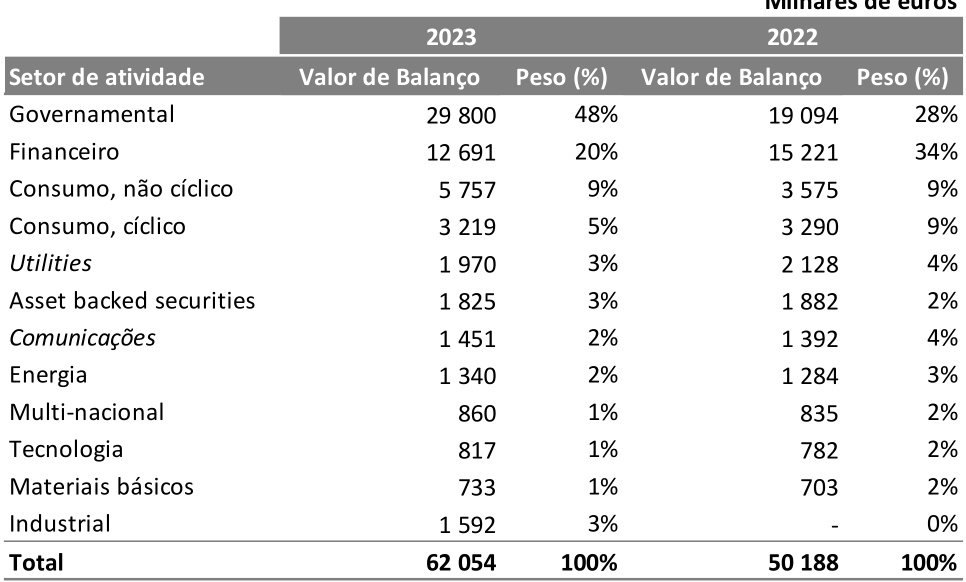 Milhares de euros
2023 2022
Setor de atividade Valor de Balanço Peso (%) Valor de Balanço Peso (%)
Governamental 29 800 48% 19 094 28%
Financeiro 12 691 20% 15 221 34%
Consumo, não cíclico 5 757 9% 3 575 9%
Consumo, cíclico 3 219 5% 3 290 9%
Utilities 1 970 3% 2 128 4%
Asset backed securities 1 825 3% 1 882 2%
Comunicações 1 451 2% 1 392 4%
Energia 1 340 2% 1 284 3%
Multi-nacional 860 1% 835 2%
Tecnologia 817 1% 782 2%
Materiais básicos 733 1% 703 2%
Industrial 1 592 3% - 0%
Total 62 054 100% 50 188 100%